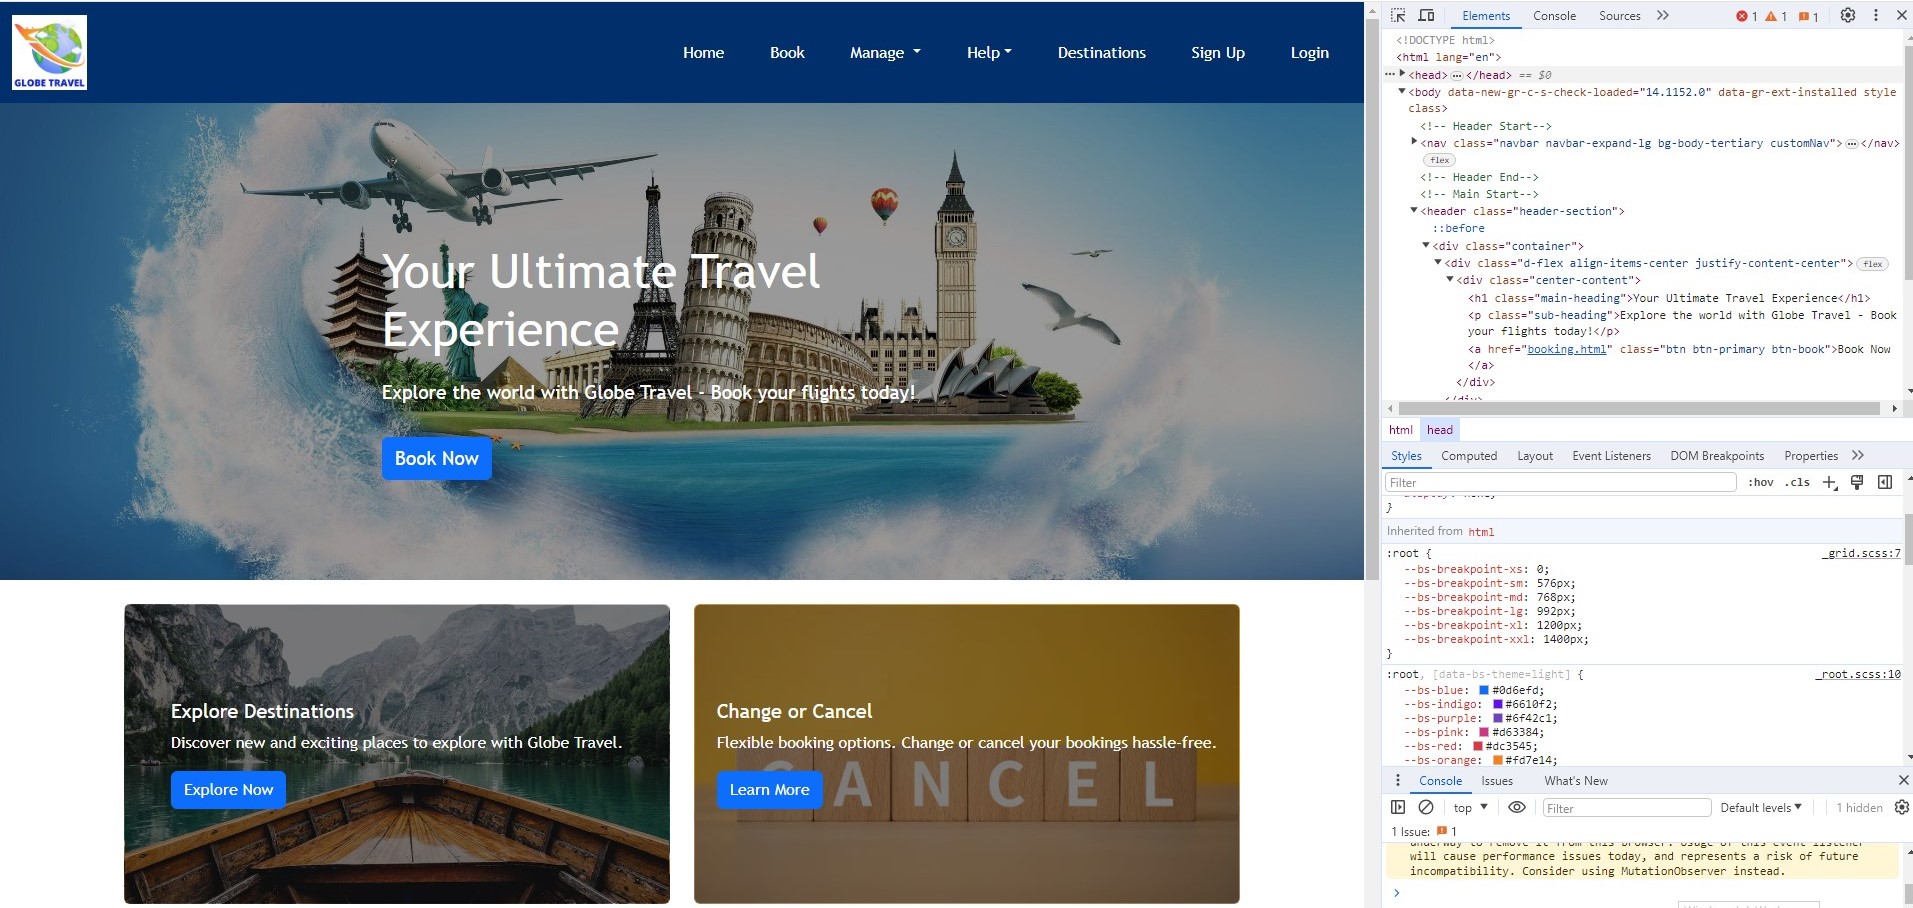 GLOBE TRAVEL
Home Book Manage Help Destinations Sign Up Login
Your Ultimate Travel
Experience
Explore the world with Globe Travel - Book your flights today!
Book Now
Explore Destinations
Discover new and exciting places to explore with Globe Travel.
Explore Now
Change or Cancel
Flexible booking options. Change or cancel your bookings hassle-free.
Learn More
CANCEL
Elements Console Sources 1 1 1
<!DOCTYPE html>
<html lang="en">
<head> </head> == $0
<body data-new-gr-c-s-check-loaded="14.1152.0" data-gr-ext-installed style
class>
<!-- Header Start-->
<nav class="navbar navbar-expand-lg bg-body-tertiary customNav"> </nav>
flex
<!-- Header End-->
<!-- Main Start-->
<header class="header-section">
::before
<div class="container">
<div class="d-flex align-items-center justify-content-center"> flex
<div class="center-content">
<h1 class="main-heading">Your Ultimate Travel Experience</h1>
<p class="sub-heading">Explore the world with Globe Travel - Book
your flights today!</p>
<a href="booking.html" class="btn btn-primary btn-book">Book Now
</a>
</div>
</div>
html head
Styles Computed Layout Event Listeners DOM Breakpoints Properties
Filter :hov .cls
}
Inherited from html
:root { _grid.scss:7
--bs-breakpoint-xs: 0;
--bs-breakpoint-sm: 576px;
--bs-breakpoint-md: 768px;
--bs-breakpoint-lg: 992px;
--bs-breakpoint-xl: 1200px;
--bs-breakpoint-xxl: 1400px;
}
:root, [data-bs-theme=light] { _root.scss:10
--bs-blue: #0d6efd;
--bs-indigo: #6610f2;
--bs-purple: #6f42c1;
--bs-pink: #d63384;
--bs-red: #dc3545;
--bs-orange: #fd7e14;
Console Issues What's New
top Filter Default levels 1 hidden
1 Issue: 1
underway to remove it from this browser. Usage of this event listener
will cause performance issues today, and represents a risk of future
incompatibility. Consider using MutationObserver instead.